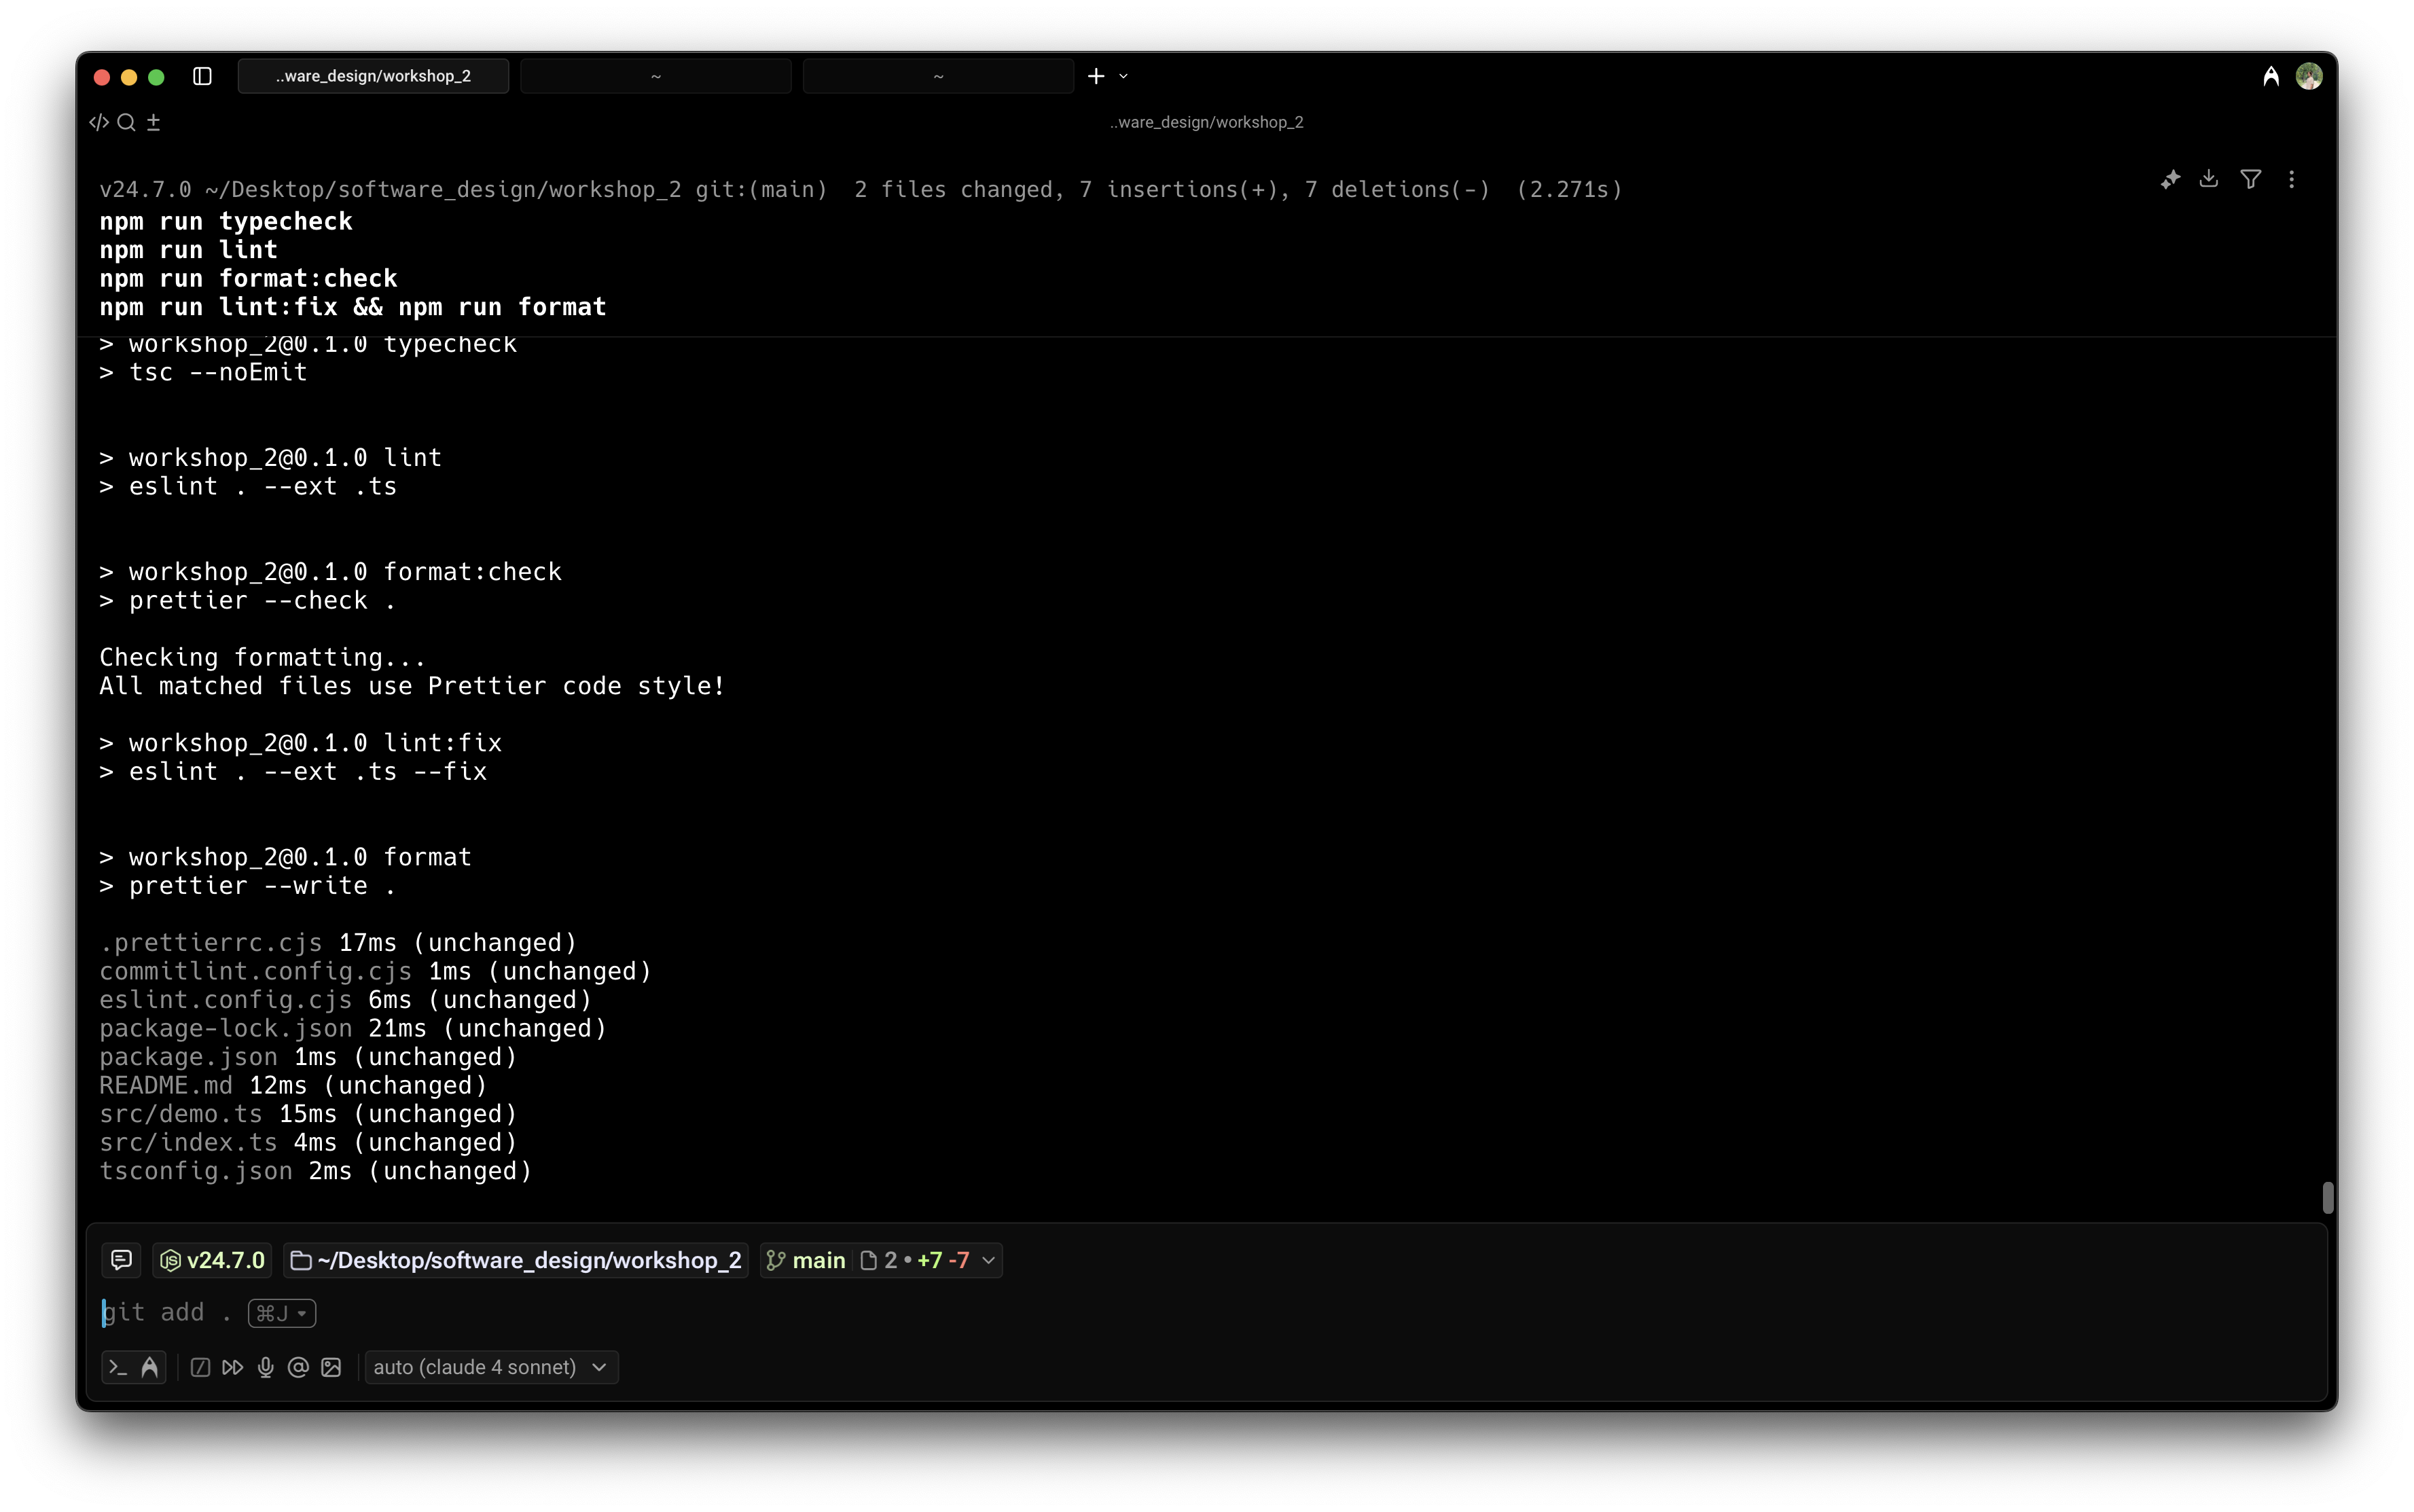 ..ware_design/workshop_2
~
~
..ware_design/workshop_2
v24.7.0 ~/Desktop/software_design/workshop_2 git:(main)  2 files changed, 7 insertions(+), 7 deletions(-)  (2.271s)
npm run typecheck
npm run lint
npm run format:check
npm run lint:fix && npm run format
> workshop_2@0.1.0 typecheck
> tsc --noEmit
> workshop_2@0.1.0 lint
> eslint . --ext .ts
> workshop_2@0.1.0 format:check
> prettier --check .
Checking formatting...
All matched files use Prettier code style!
> workshop_2@0.1.0 lint:fix
> eslint . --ext .ts --fix
> workshop_2@0.1.0 format
> prettier --write .
.prettierrc.cjs 17ms (unchanged)
commitlint.config.cjs 1ms (unchanged)
eslint.config.cjs 6ms (unchanged)
package-lock.json 21ms (unchanged)
package.json 1ms (unchanged)
README.md 12ms (unchanged)
src/demo.ts 15ms (unchanged)
src/index.ts 4ms (unchanged)
tsconfig.json 2ms (unchanged)
v24.7.0 ~/Desktop/software_design/workshop_2 main 2 • +7 -7
git add . ⌘J
auto (claude 4 sonnet)